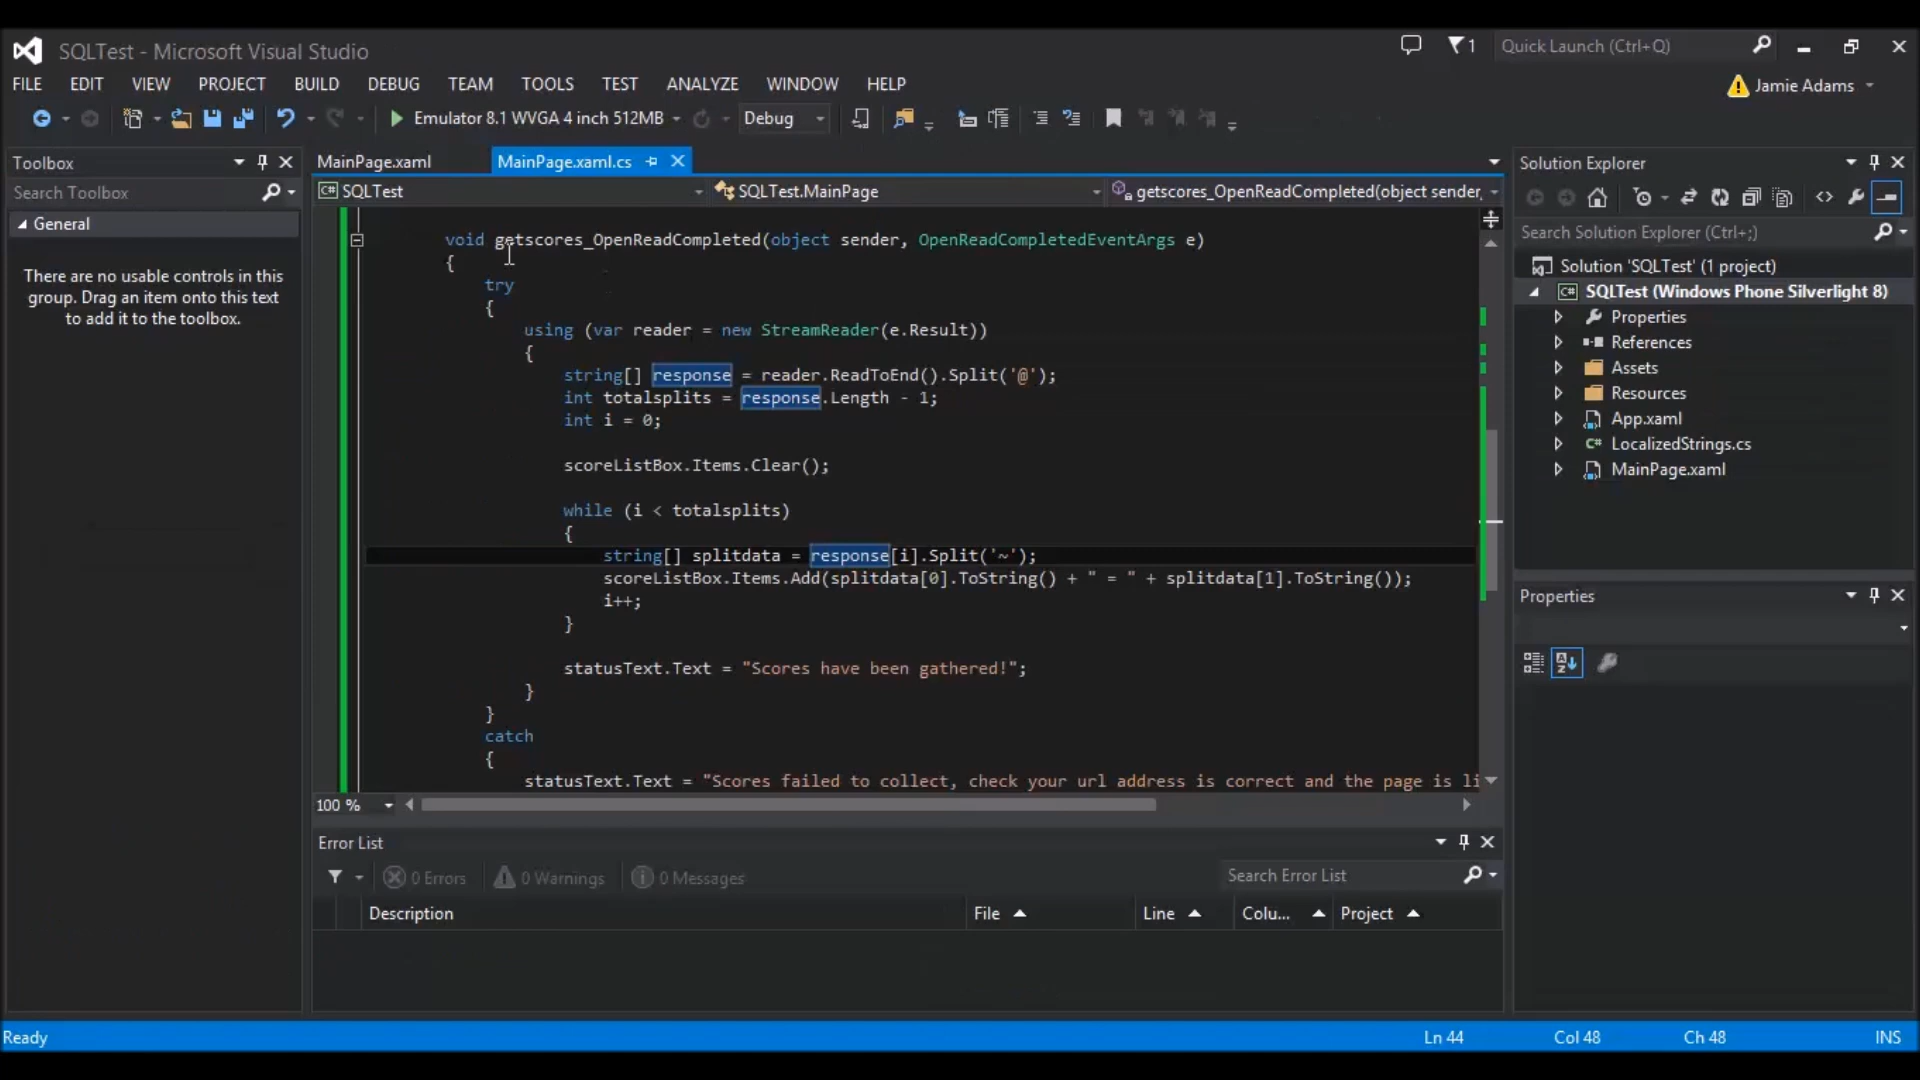 SQLTest - Microsoft Visual Studio
1
Quick Launch (Ctrl+Q)
FILE EDIT VIEW PROJECT BUILD DEBUG TEAM TOOLS TEST ANALYZE WINDOW HELP
Jamie Adams
Emulator 8.1 WVGA 4 inch 512MB
Debug
Toolbox
Search Toolbox
General
There are no usable controls in this
group. Drag an item onto this text
to add it to the toolbox.
MainPage.xaml
MainPage.xaml.cs
C# SQLTest
SQLTest.MainPage
getscores_OpenReadCompleted(object sender,
void getscores_OpenReadCompleted(object sender, OpenReadCompletedEventArgs e)
{
try
{
using (var reader = new StreamReader(e.Result))
{
string[] response = reader.ReadToEnd().Split('@');
int totalsplits = response.Length - 1;
int i = 0;
scoreListBox.Items.Clear();
while (i < totalsplits)
{
string[] splitdata = response[i].Split('~');
scoreListBox.Items.Add(splitdata[0].ToString() + " = " + splitdata[1].ToString());
i++;
}
statusText.Text = "Scores have been gathered!";
}
}
catch
{
statusText.Text = "Scores failed to collect, check your url address is correct and the page is li
100 %
Error List
0 Errors
0 Warnings
0 Messages
Search Error List
Description
File
Line
Colu...
Project
Solution Explorer
Search Solution Explorer (Ctrl+;)
Solution 'SQLTest' (1 project)
C# SQLTest (Windows Phone Silverlight 8)
Properties
References
Assets
Resources
App.xaml
C# LocalizedStrings.cs
MainPage.xaml
Properties
Ready
Ln 44
Col 48
Ch 48
INS